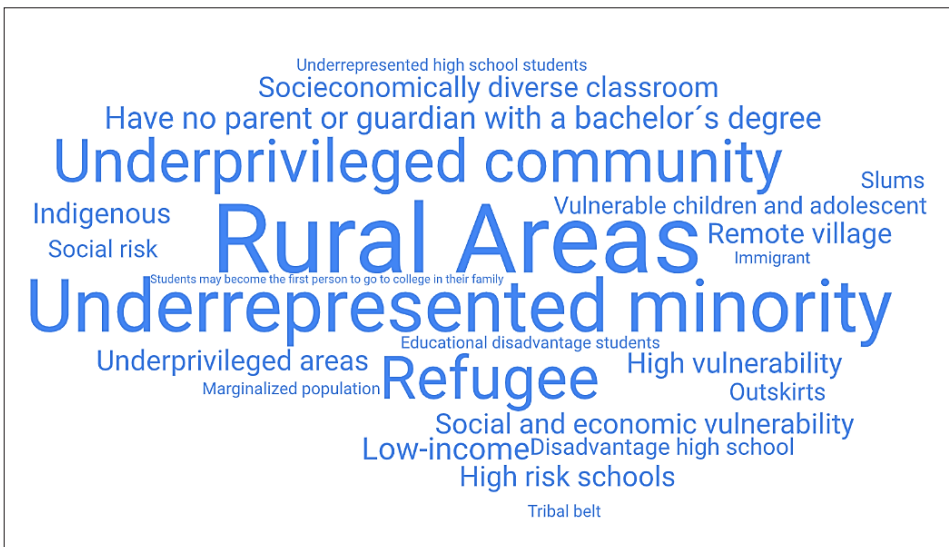 Underrepresented high school students
Socieconomically diverse classroom
Have no parent or guardian with a bachelor´s degree
Underprivileged community
Slums
Indigenous
Vulnerable children and adolescent
Rural Areas
Remote village
Social risk
Immigrant
Students may become the first person to go to college in their family
Underrepresented minority
Educational disadvantage students
Underprivileged areas
High vulnerability
Refugee
Marginalized population
Outskirts
Social and economic vulnerability
Low-income
Disadvantage high school
High risk schools
Tribal belt